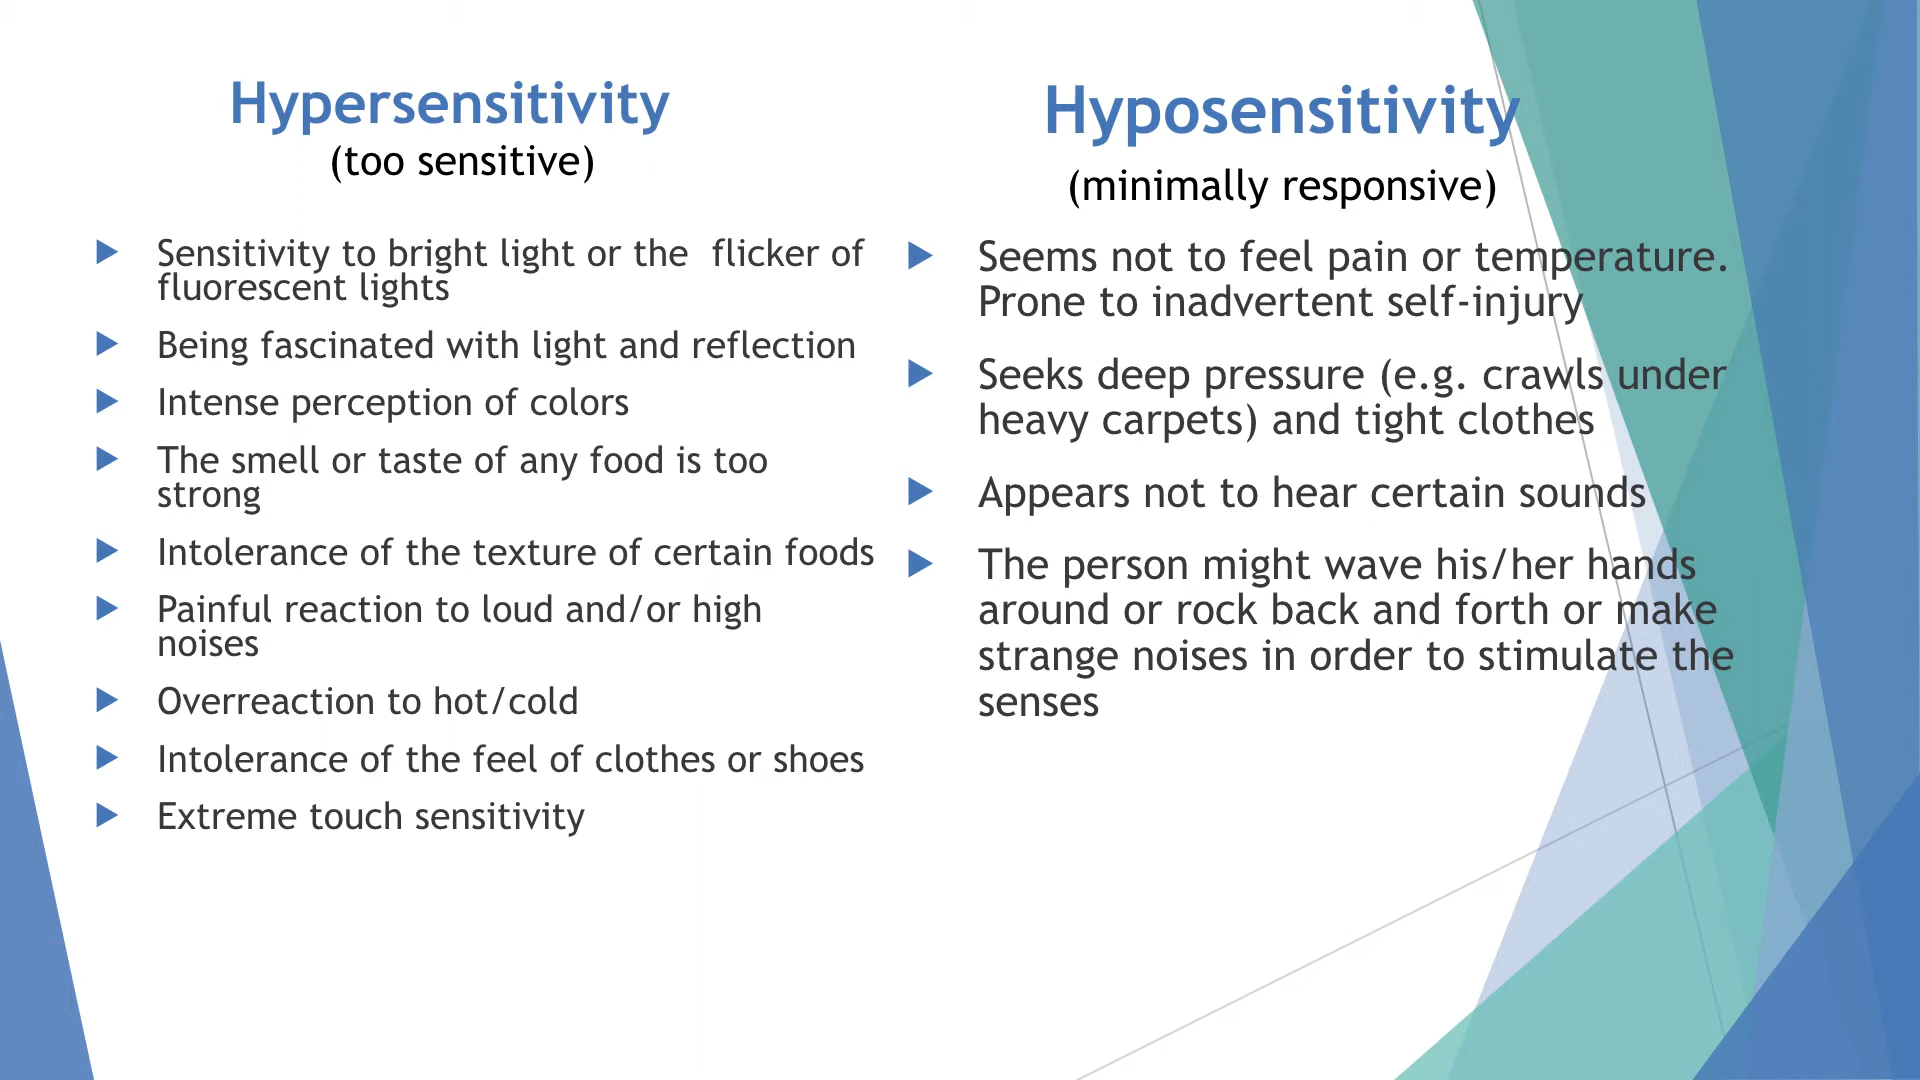 Hypersensitivity
(too sensitive)
Sensitivity to bright light or the  flicker of
fluorescent lights
Being fascinated with light and reflection
Intense perception of colors
The smell or taste of any food is too
strong
Intolerance of the texture of certain foods
Painful reaction to loud and/or high
noises
Overreaction to hot/cold
Intolerance of the feel of clothes or shoes
Extreme touch sensitivity
Hyposensitivity
(minimally responsive)
Seems not to feel pain or temperature.
Prone to inadvertent self-injury
Seeks deep pressure (e.g. crawls under
heavy carpets) and tight clothes
Appears not to hear certain sounds
The person might wave his/her hands
around or rock back and forth or make
strange noises in order to stimulate the
senses